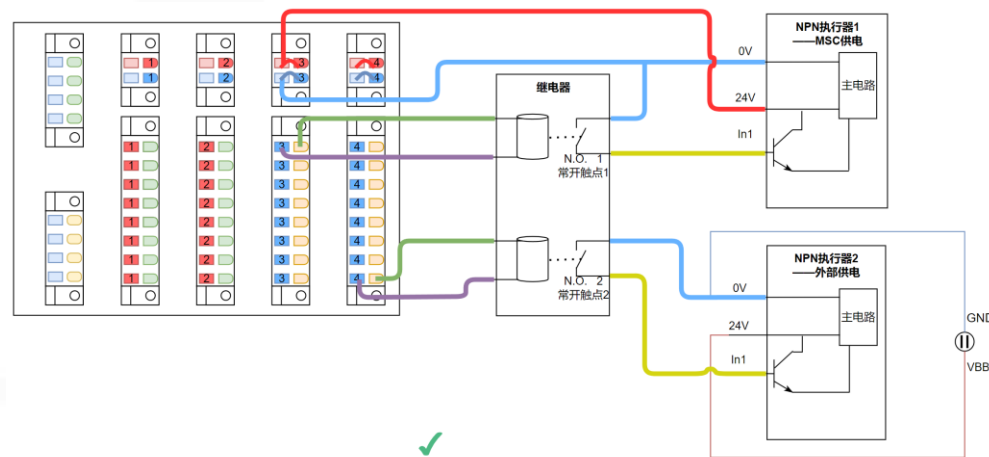 NPN执行器1
——MSC供电
0V
24V
In1
主电路
继电器
N.O. 1
常开触点1
N.O. 2
常开触点2
NPN执行器2
——外部供电
0V
24V
In1
主电路
GND
VBB
1 2 3 4
1 2 3 4
1 2 3 4
1 2 3 4
1 2 3 4
1 2 3 4
1 2 3 4
1 2 3 4
1 2 3 4
1 2 3 4